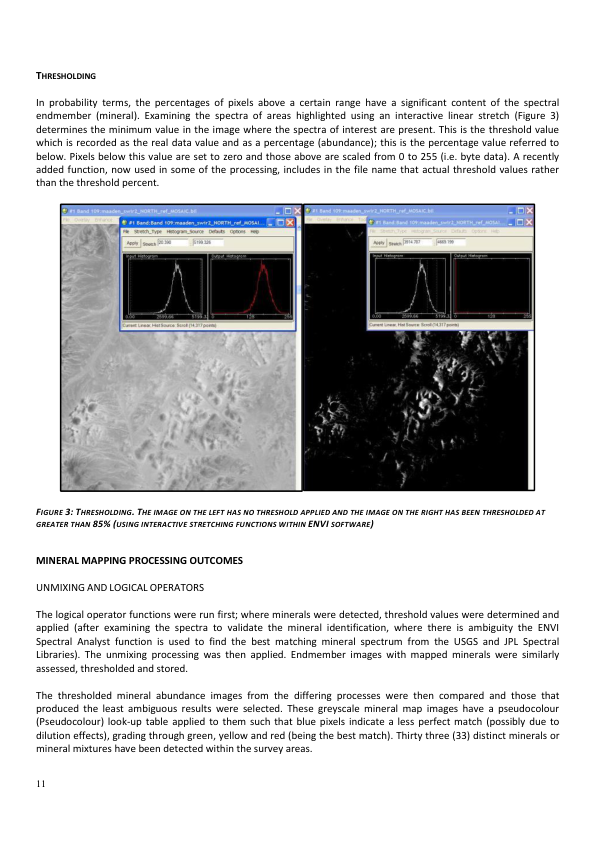 THRESHOLDING
In probability terms, the percentages of pixels above a certain range have a significant content of the spectral
endmember (mineral). Examining the spectra of areas highlighted using an interactive linear stretch (Figure 3)
determines the minimum value in the image where the spectra of interest are present. This is the threshold value
which is recorded as the real data value and as a percentage (abundance); this is the percentage value referred to
below. Pixels below this value are set to zero and those above are scaled from 0 to 255 (i.e. byte data). A recently
added function, now used in some of the processing, includes in the file name that actual threshold values rather
than the threshold percent.
#1 Band 109:maaden_swir2_NORTH_ref_MOSAIC.bil
#1 Band 109:maaden_swir2_NORTH_ref_MOSAIC.bil
#1 Band:Band 109:maaden_swir2_NORTH_ref_MOSAIC
#1 Band:Band 109:maaden_swir2_NORTH_ref_MOSAIC
File Stretch_Type Histogram_Source Defaults Options Help
File Stretch_Type Histogram_Source Defaults Options Help
Apply Stretch
Apply Stretch
Input Histogram Output Histogram
Input Histogram Output Histogram
0.00 2599.66 0 128
0.00 2599.66 0 128
Current: Linear, Hist Source: Scroll (14,317 points)
Current: Linear, Hist Source: Scroll (14,317 points)
FIGURE 3: THRESHOLDING. THE IMAGE ON THE LEFT HAS NO THRESHOLD APPLIED AND THE IMAGE ON THE RIGHT HAS BEEN THRESHOLDED AT
GREATER THAN 85% (USING INTERACTIVE STRETCHING FUNCTIONS WITHIN ENVI SOFTWARE)
MINERAL MAPPING PROCESSING OUTCOMES
UNMIXING AND LOGICAL OPERATORS
The logical operator functions were run first; where minerals were detected, threshold values were determined and
applied (after examining the spectra to validate the mineral identification, where there is ambiguity the ENVI
Spectral Analyst function is used to find the best matching mineral spectrum from the USGS and JPL Spectral
Libraries). The unmixing processing was then applied. Endmember images with mapped minerals were similarly
assessed, thresholded and stored.
The thresholded mineral abundance images from the differing processes were then compared and those that
produced the least ambiguous results were selected. These greyscale mineral map images have a pseudocolour
(Pseudocolour) look-up table applied to them such that blue pixels indicate a less perfect match (possibly due to
dilution effects), grading through green, yellow and red (being the best match). Thirty three (33) distinct minerals or
mineral mixtures have been detected within the survey areas.
11